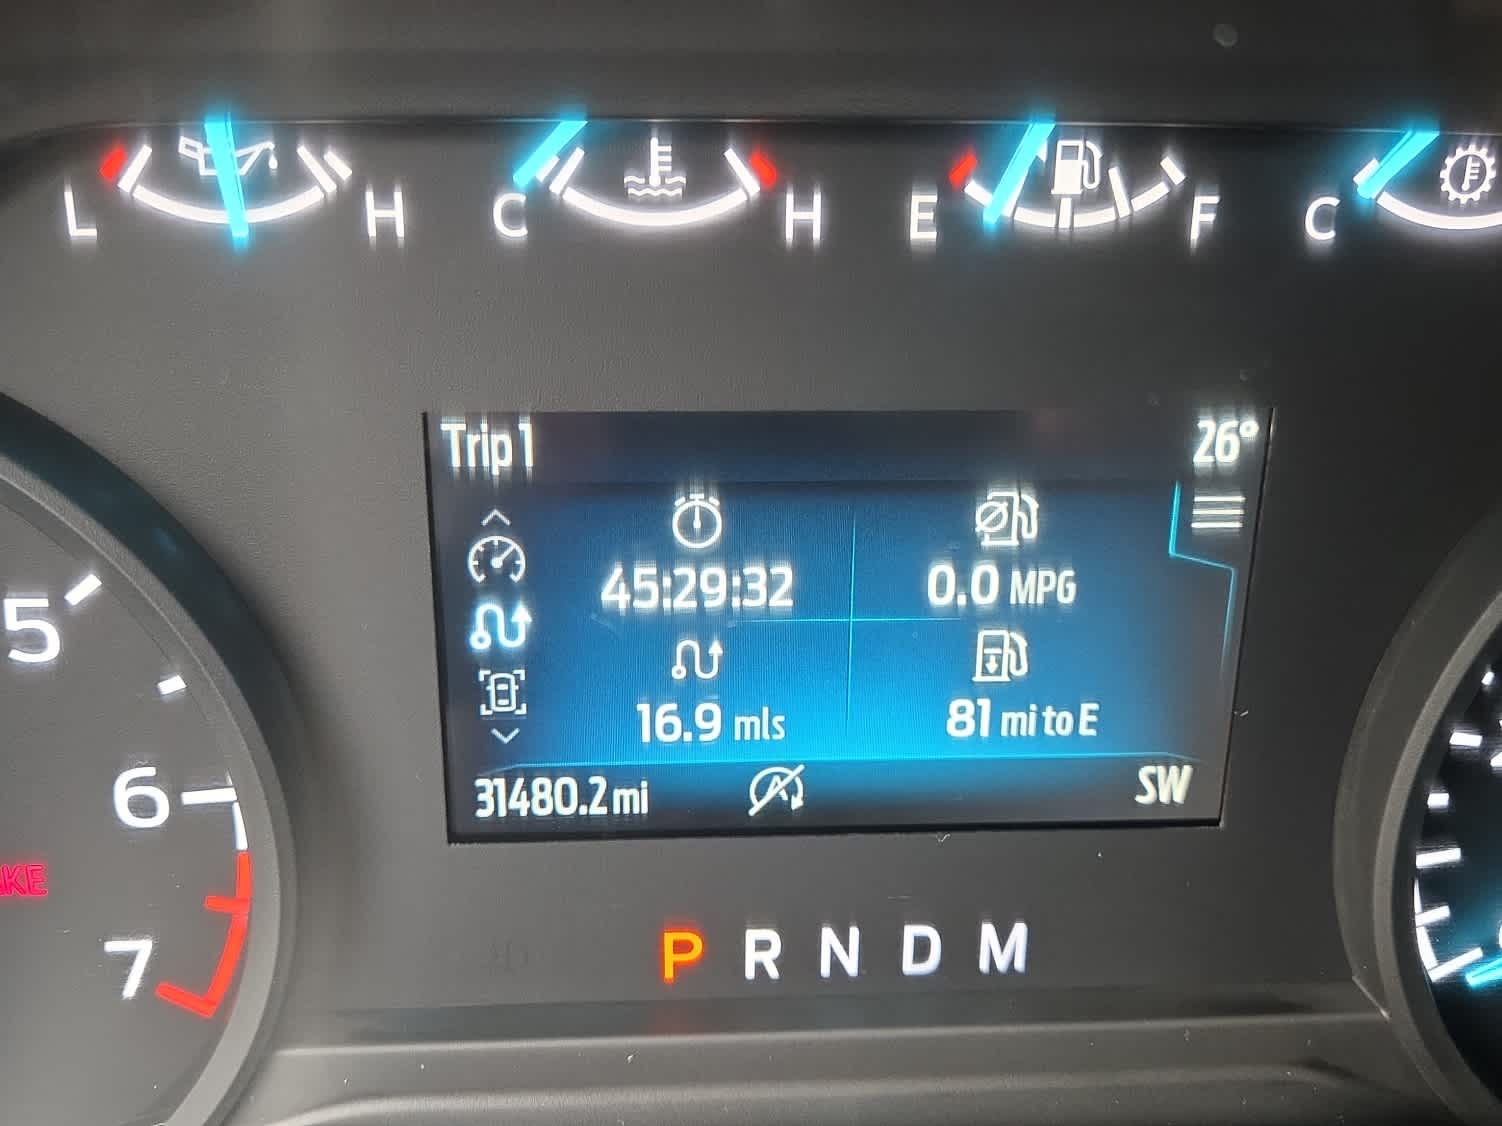 L H C H E F C
Trip 1 26°
45:29:32 0.0 MPG
16.9 mls 81 mi to E
31480.2 mi SW
5
6
7
P R N D M